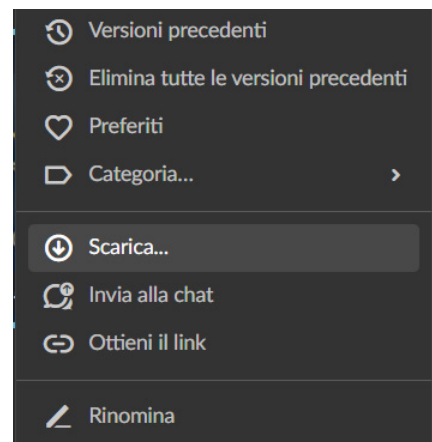 Versioni precedenti
Elimina tutte le versioni precedenti
Preferiti
Categoria...
Scarica...
Invia alla chat
Ottieni il link
Rinomina